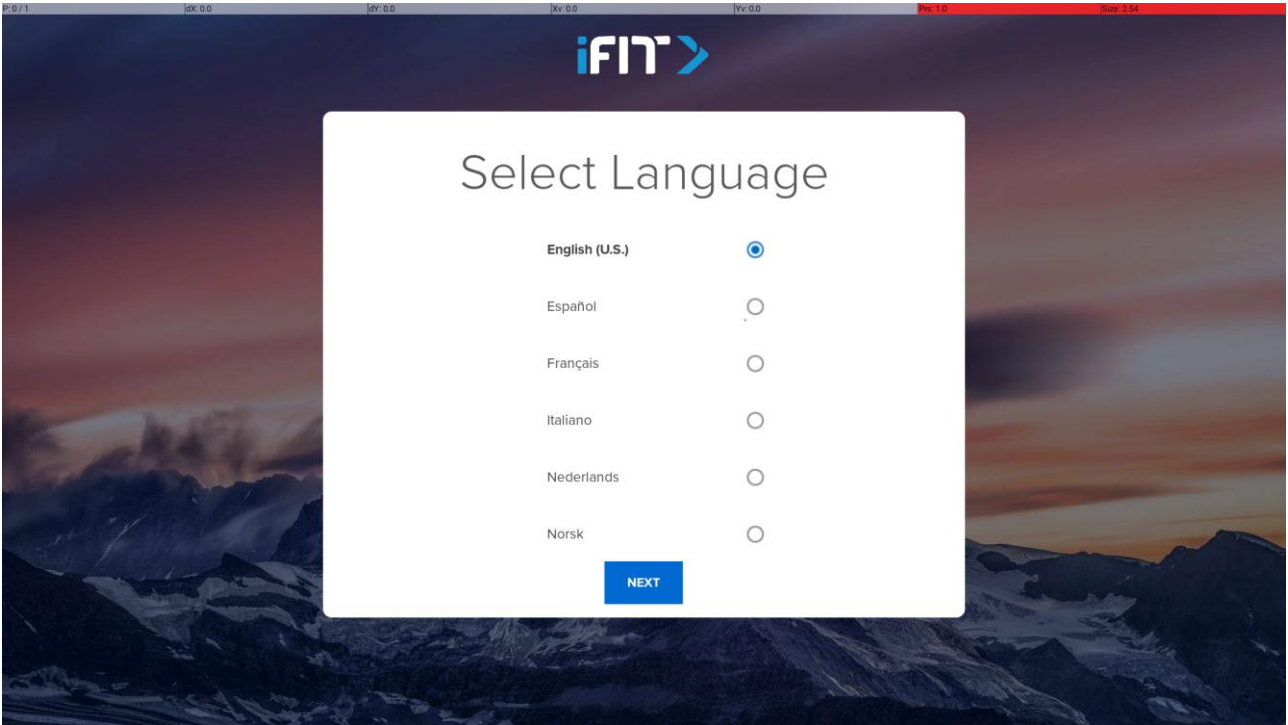 P: 0 / 1 dX: 0.0 dY: 0.0 Xv: 0.0 Yv: 0.0 Prs: 1.0 Size: 2.54
iFIT
Select Language
English (U.S.)
Español
Français
Italiano
Nederlands
Norsk
NEXT